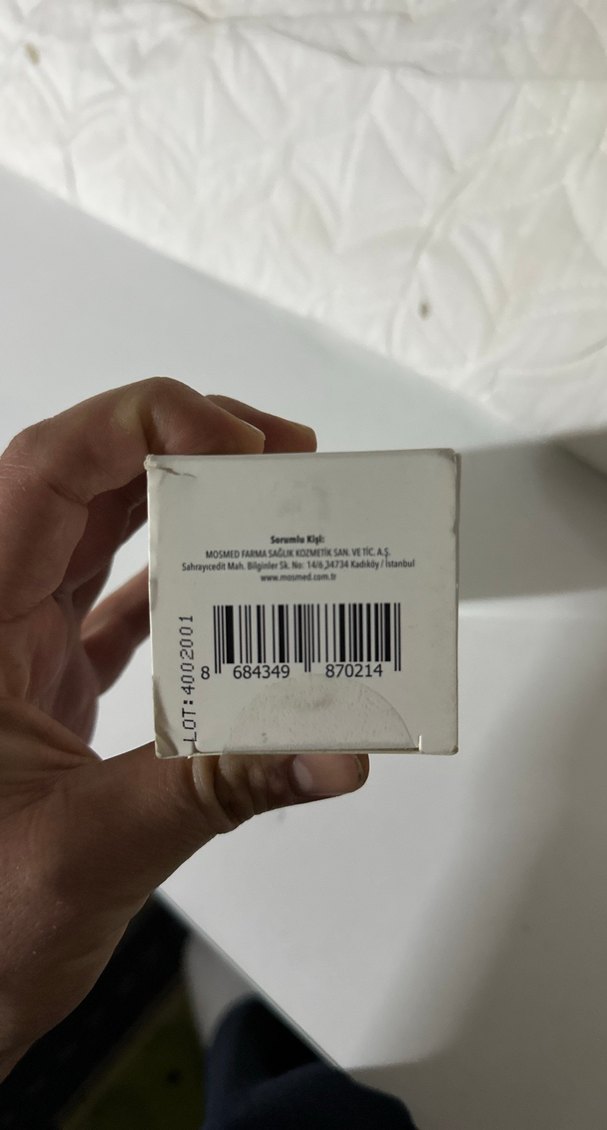 Sorumlu Kişi:
MOSMED FARMA SAĞLIK KOZMETİK SAN. VE TİC. A.Ş.
Sahrayıcedit Mah. Bilginler Sk. No: 14/6,34734 Kadıköy / İstanbul
www.mosmed.com.tr
LOT:4002001
8 684349 870214